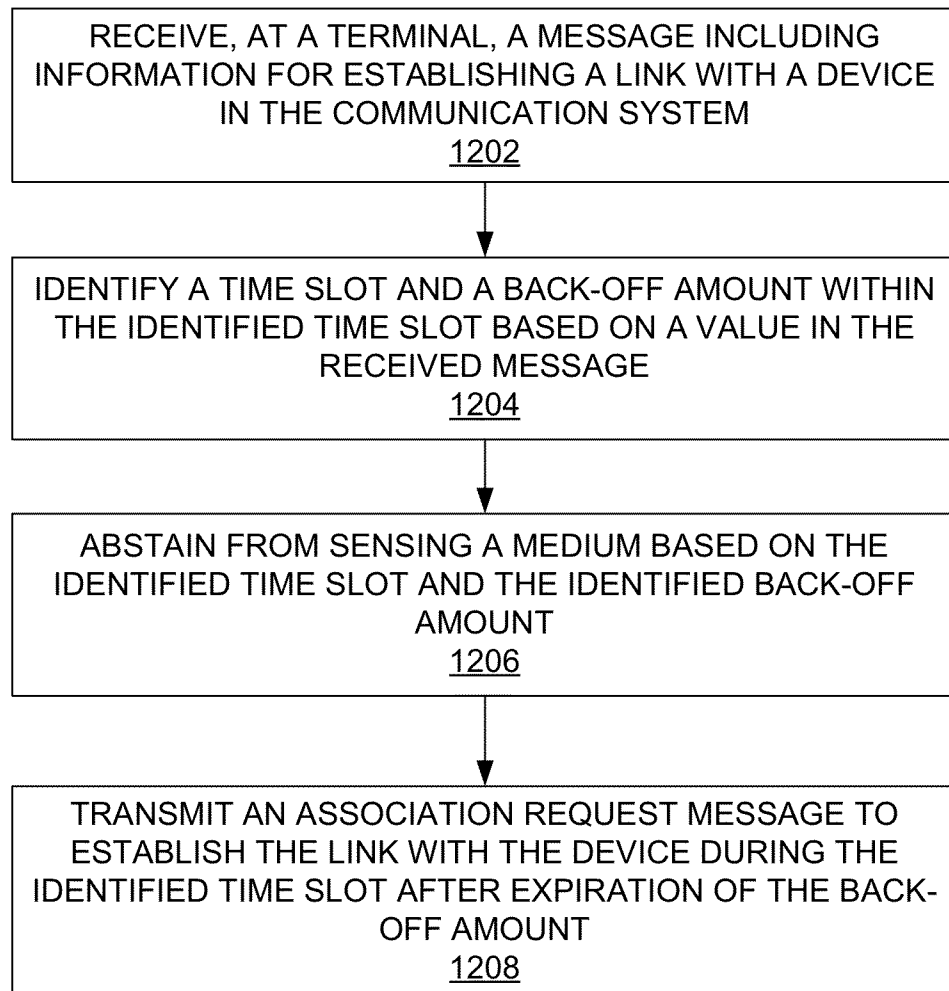 RECEIVE, AT A TERMINAL, A MESSAGE INCLUDING
INFORMATION FOR ESTABLISHING A LINK WITH A DEVICE
IN THE COMMUNICATION SYSTEM
1202
IDENTIFY A TIME SLOT AND A BACK-OFF AMOUNT WITHIN
THE IDENTIFIED TIME SLOT BASED ON A VALUE IN THE
RECEIVED MESSAGE
1204
ABSTAIN FROM SENSING A MEDIUM BASED ON THE
IDENTIFIED TIME SLOT AND THE IDENTIFIED BACK-OFF
AMOUNT
1206
TRANSMIT AN ASSOCIATION REQUEST MESSAGE TO
ESTABLISH THE LINK WITH THE DEVICE DURING THE
IDENTIFIED TIME SLOT AFTER EXPIRATION OF THE BACK-
OFF AMOUNT
1208